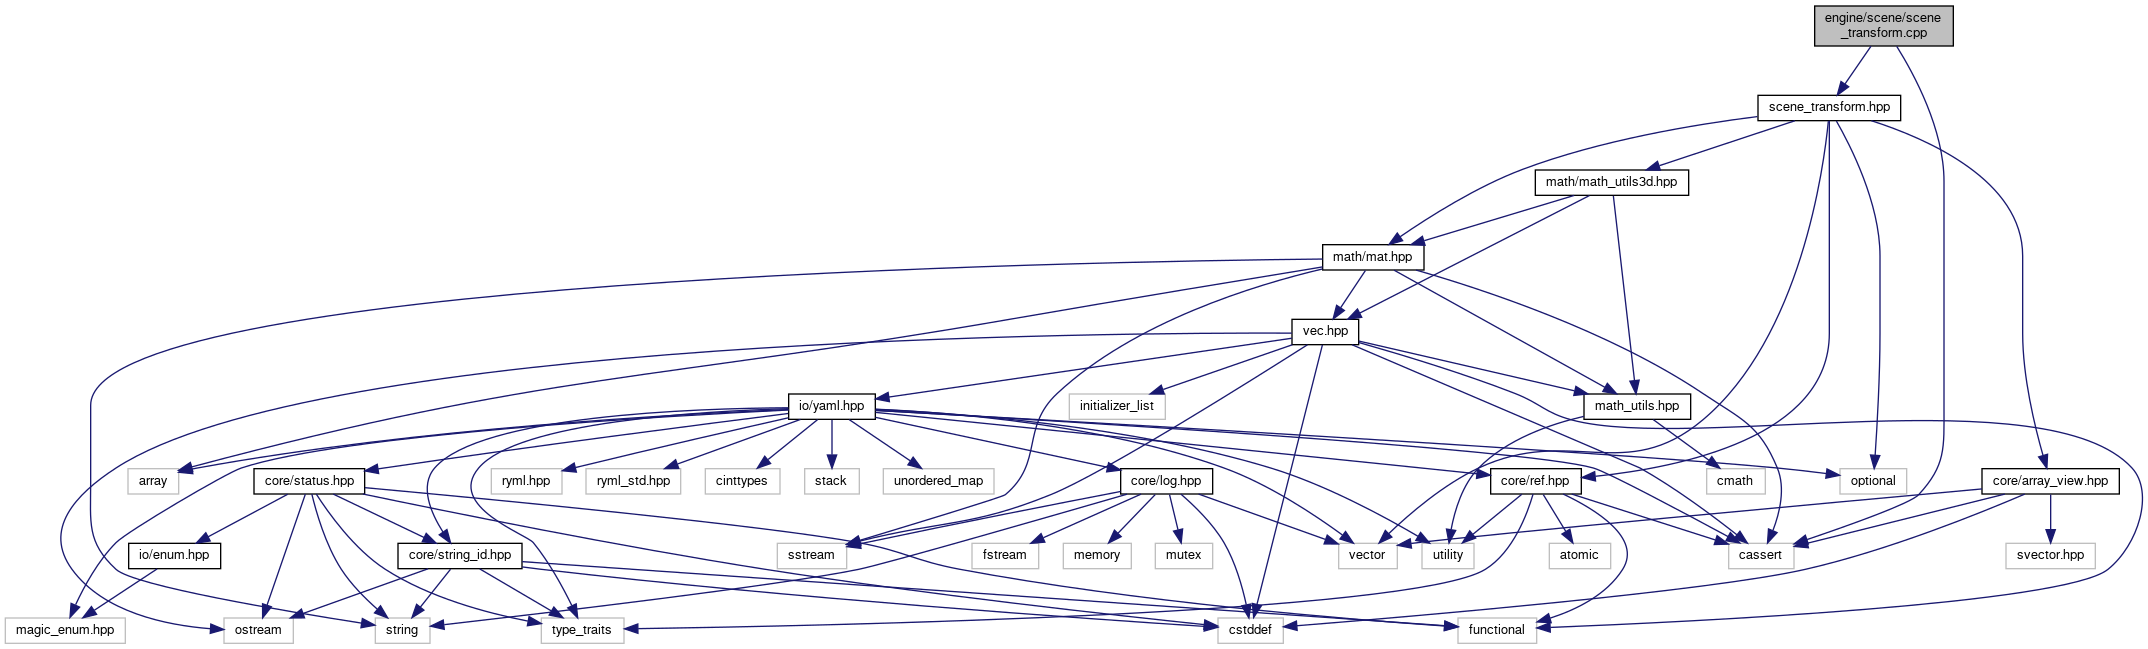 engine/scene/scene
_transform.cpp
scene_transform.hpp
math/math_utils3d.hpp
math/mat.hpp
vec.hpp
io/yaml.hpp
initializer_list
math_utils.hpp
array
core/status.hpp
ryml.hpp
ryml_std.hpp
cinttypes
stack
unordered_map
core/log.hpp
core/ref.hpp
cmath
optional
core/array_view.hpp
io/enum.hpp
core/string_id.hpp
sstream
fstream
memory
mutex
vector
utility
atomic
cassert
svector.hpp
magic_enum.hpp
ostream
string
type_traits
cstddef
functional